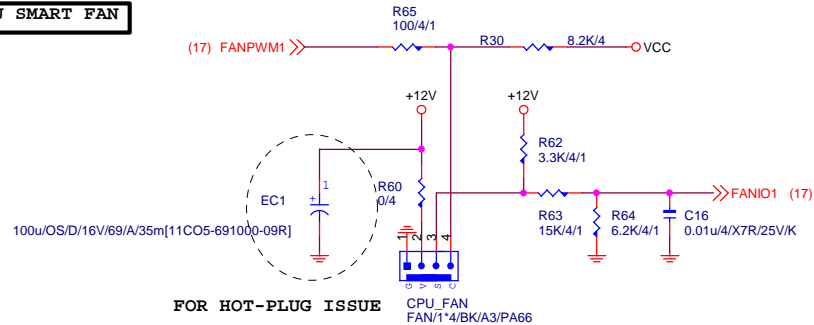 SMART FAN
R65
100/4/1
(17) FANPWM1
R30
8.2K/4
VCC
+12V
+12V
R62
3.3K/4/1
EC1
1
+
R60
0/4
FANIO1 (17)
R63
15K/4/1
R64
6.2K/4/1
C16
0.01u/4/X7R/25V/K
100u/OS/D/16V/69/A/35m[11CO5-691000-09R]
1 2 3 4
G V S C
FOR HOT-PLUG ISSUE
CPU_FAN
FAN/1*4/BK/A3/PA66